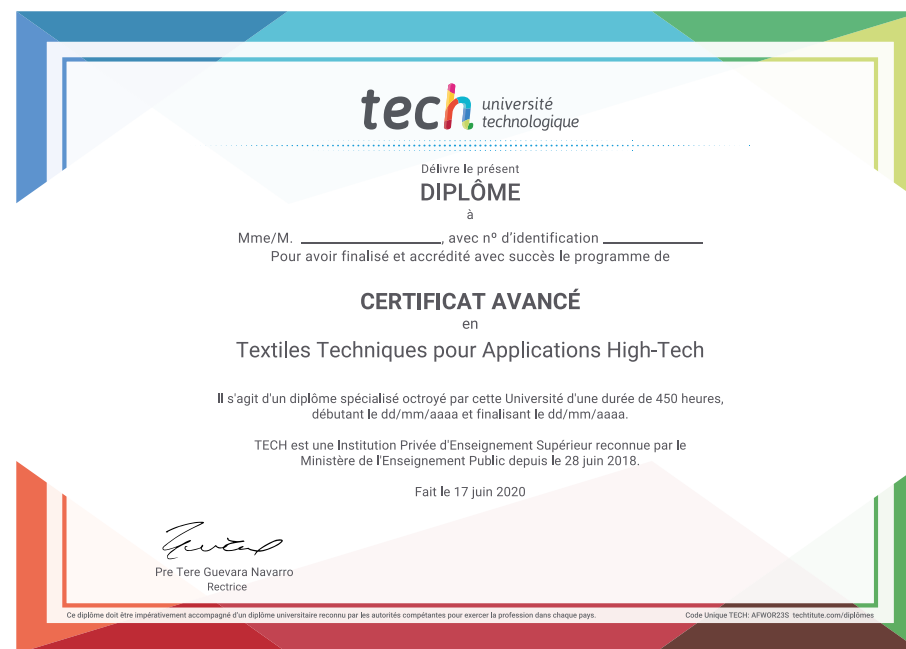 tech université
technologique
Délivre le présent
DIPLÔME
à
Mme/M. ____________________, avec nº d'identification ______________
Pour avoir finalisé et accrédité avec succès le programme de
CERTIFICAT AVANCÉ
en
Textiles Techniques pour Applications High-Tech
Il s'agit d'un diplôme spécialisé octroyé par cette Université d'une durée de 450 heures,
débutant le dd/mm/aaaa et finalisant le dd/mm/aaaa.
TECH est une Institution Privée d'Enseignement Supérieur reconnue par le
Ministère de l'Enseignement Public depuis le 28 juin 2018.
Fait le 17 juin 2020
Pre Tere Guevara Navarro
Rectrice
Ce diplôme doit être impérativement accompagné d'un diplôme universitaire reconnu par les autorités compétentes pour exercer la profession dans chaque pays. Code Unique TECH: AFWOR23S techtitute.com/diplômes